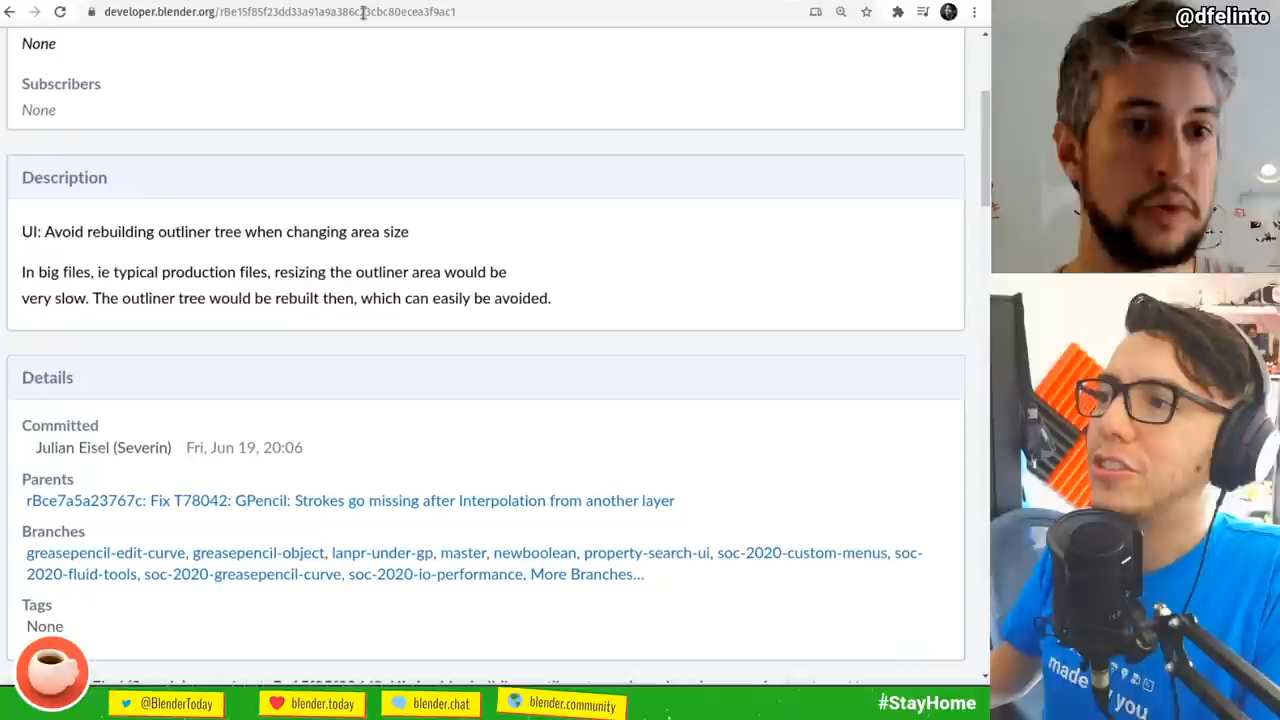 developer.blender.org/rBe15f85f23dd33a91a9a386c23cbc80ecea3f9ac1
@dfelinto
None
Subscribers
None
Description
UI: Avoid rebuilding outliner tree when changing area size
In big files, ie typical production files, resizing the outliner area would be
very slow. The outliner tree would be rebuilt then, which can easily be avoided.
Details
Committed
Julian Eisel (Severin) Fri, Jun 19, 20:06
Parents
rBce7a5a23767c: Fix T78042: GPencil: Strokes go missing after Interpolation from another layer
Branches
greasepencil-edit-curve, greasepencil-object, lanpr-under-gp, master, newboolean, property-search-ui, soc-2020-custom-menus, soc-
2020-fluid-tools, soc-2020-greasepencil-curve, soc-2020-io-performance, More Branches...
Tags
None
made
you
@BlenderToday
blender.today
blender.chat
blender.community
#StayHome